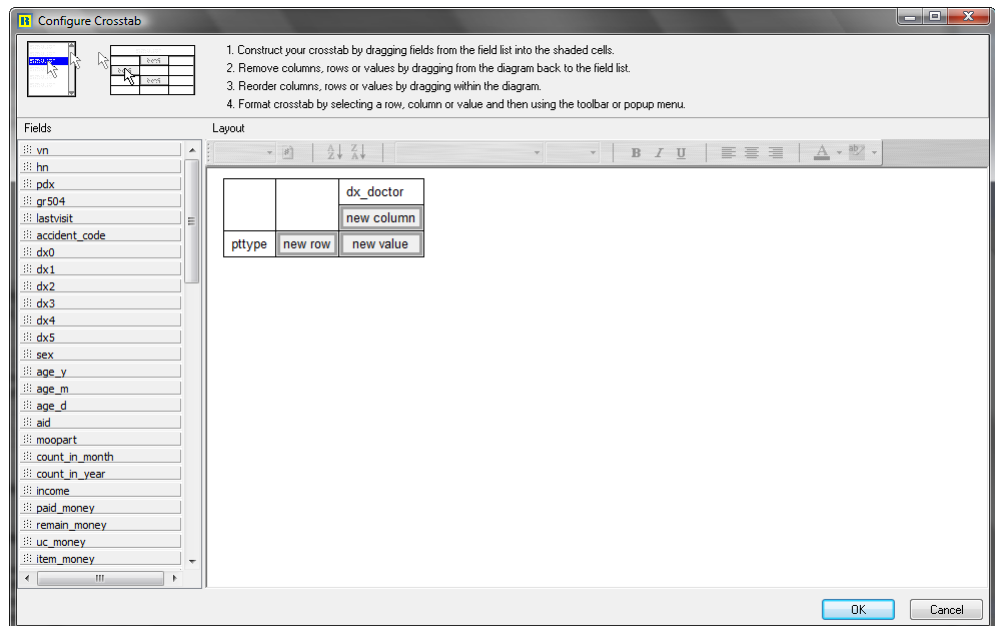 Configure Crosstab
1. Construct your crosstab by dragging fields from the field list into the shaded cells.
2. Remove columns, rows or values by dragging from the diagram back to the field list.
3. Reorder columns, rows or values by dragging within the diagram.
4. Format crosstab by selecting a row, column or value and then using the toolbar or popup menu.
Fields
Layout
vn
hn
pdx
gr504
lastvisit
accident_code
dx0
dx1
dx2
dx3
dx4
dx5
sex
age_y
age_m
age_d
aid
moopart
count_in_month
count_in_year
income
paid_money
remain_money
uc_money
item_money
B I U A
dx_doctor
new column
pttype new row new value
OK Cancel